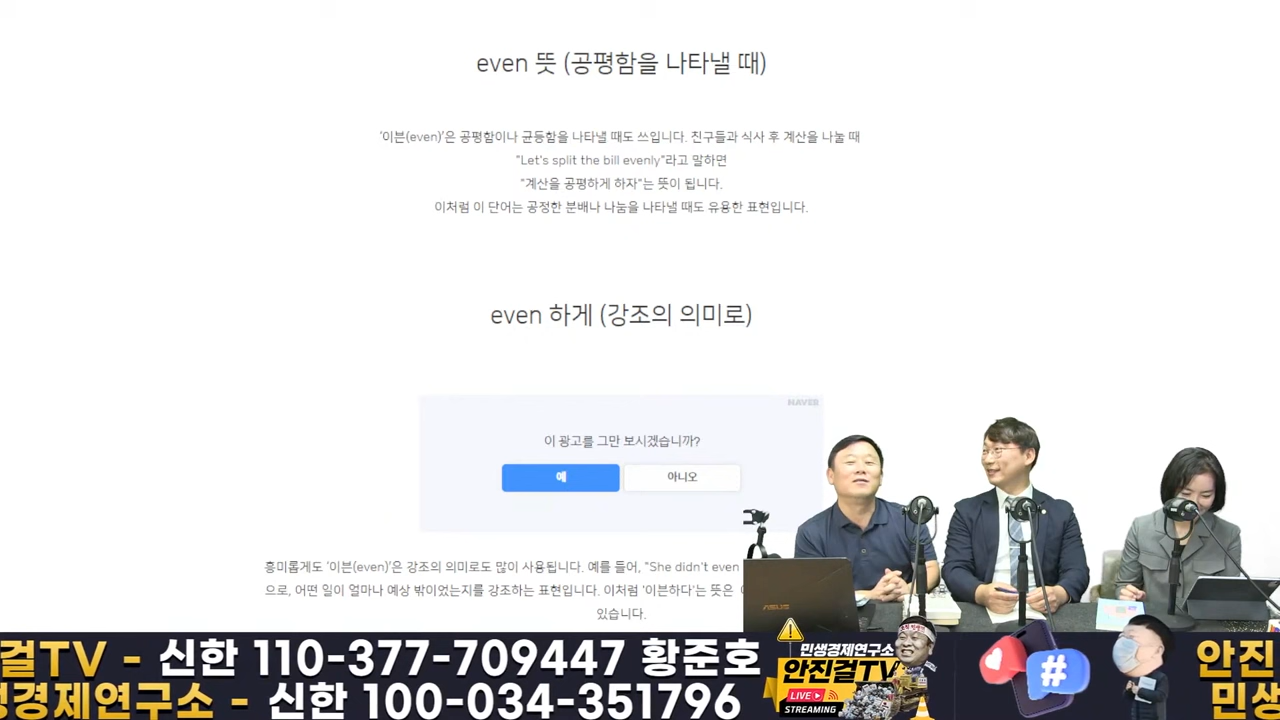 even 뜻 (공평함을 나타낼 때)
'이븐(even)'은 공평함이나 균등함을 나타낼 때도 쓰입니다. 친구들과 식사 후 계산을 나눌 때
"Let's split the bill evenly"라고 말하면
"계산을 공평하게 하자"는 뜻이 됩니다.
이처럼 이 단어는 공정한 분배나 나눔을 나타낼 때도 유용한 표현입니다.
even 하게 (강조의 의미로)
NAVER
이 광고를 그만 보시겠습니까?
예
아니오
흥미롭게도 '이븐(even)'은 강조의 의미로도 많이 사용됩니다. 예를 들어, "She didn't even
으로, 어떤 일이 얼마나 예상 밖이었는지를 강조하는 표현입니다. 이처럼 '이븐하다'는 뜻은
있습니다.
ASUS
걸TV - 신한 110-377-709447 황준호
생경제연구소 - 신한 100-034-351796
민생경제연구소
안진걸TV
LIVE
STREAMING
#
안진
민생